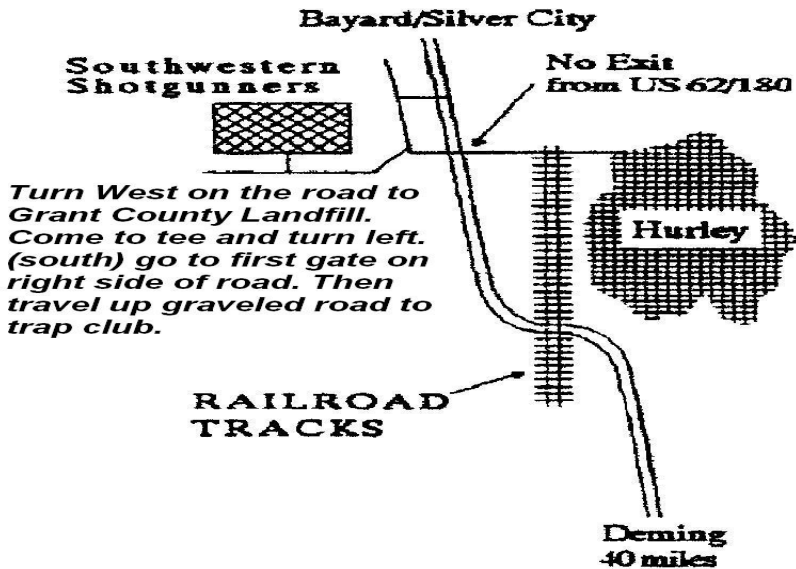 Bayard/Silver City
Southwestern
Shotgunners
No Exit
from US 62/180
Turn West on the road to
Grant County Landfill.
Come to tee and turn left.
(south) go to first gate on
right side of road. Then
travel up graveled road to
trap club.
Hurley
RAILROAD
TRACKS
Deming
40 miles